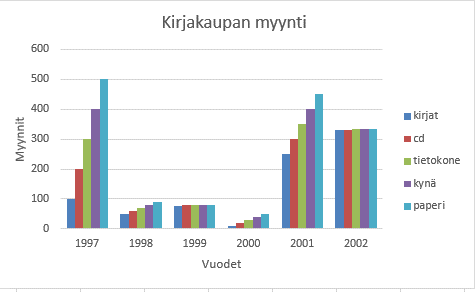 Kirjakaupan myynti
600
500
400
300
200
100
0
Myynnit
1997 1998 1999 2000 2001 2002
Vuodet
kirjat
cd
tietokone
kynä
paperi